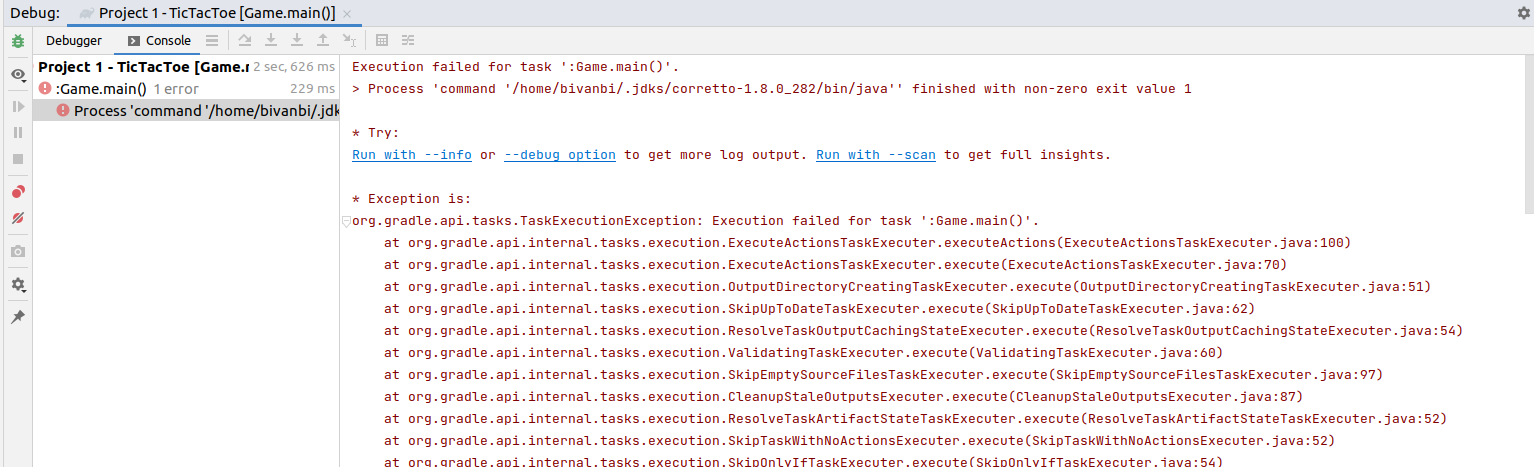 Debug: Project 1 - TicTacToe [Game.main()]
Debugger Console
Project 1 - TicTacToe [Game.r 2 sec, 626 ms
:Game.main() 1 error 229 ms
Process 'command '/home/bivanbi/.jdk
Execution failed for task ':Game.main()'.
> Process 'command '/home/bivanbi/.jdks/corretto-1.8.0_282/bin/java'' finished with non-zero exit value 1
* Try:
Run with --info or --debug option to get more log output. Run with --scan to get full insights.
* Exception is:
org.gradle.api.tasks.TaskExecutionException: Execution failed for task ':Game.main()'.
at org.gradle.api.internal.tasks.execution.ExecuteActionsTaskExecuter.executeActions(ExecuteActionsTaskExecuter.java:100)
at org.gradle.api.internal.tasks.execution.ExecuteActionsTaskExecuter.execute(ExecuteActionsTaskExecuter.java:70)
at org.gradle.api.internal.tasks.execution.OutputDirectoryCreatingTaskExecuter.execute(OutputDirectoryCreatingTaskExecuter.java:51)
at org.gradle.api.internal.tasks.execution.SkipUpToDateTaskExecuter.execute(SkipUpToDateTaskExecuter.java:62)
at org.gradle.api.internal.tasks.execution.ResolveTaskOutputCachingStateExecuter.execute(ResolveTaskOutputCachingStateExecuter.java:54)
at org.gradle.api.internal.tasks.execution.ValidatingTaskExecuter.execute(ValidatingTaskExecuter.java:60)
at org.gradle.api.internal.tasks.execution.SkipEmptySourceFilesTaskExecuter.execute(SkipEmptySourceFilesTaskExecuter.java:97)
at org.gradle.api.internal.tasks.execution.CleanupStaleOutputsExecuter.execute(CleanupStaleOutputsExecuter.java:87)
at org.gradle.api.internal.tasks.execution.ResolveTaskArtifactStateTaskExecuter.execute(ResolveTaskArtifactStateTaskExecuter.java:52)
at org.gradle.api.internal.tasks.execution.SkipTaskWithNoActionsExecuter.execute(SkipTaskWithNoActionsExecuter.java:52)
at org.gradle.api.internal.tasks.execution.SkipOnlyIfTaskExecuter.execute(SkipOnlyIfTaskExecuter.java:54)